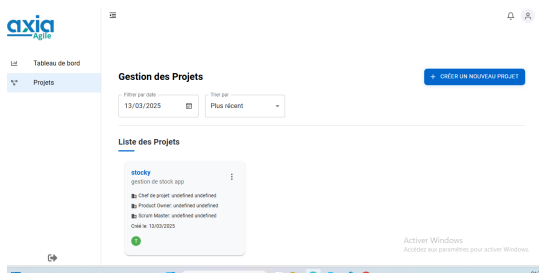 axia
Agile
Tableau de bord
Projets
Gestion des Projets
+ CRÉER UN NOUVEAU PROJET
Filtrer par date
13/03/2025
Trier par
Plus récent
Liste des Projets
stocky
gestion de stock app
Chef de projet: undefined undefined
Product Owner: undefined undefined
Scrum Master: undefined undefined
Créé le: 13/03/2025
T
Activer Windows
Accédez aux paramètres pour activer Windows.